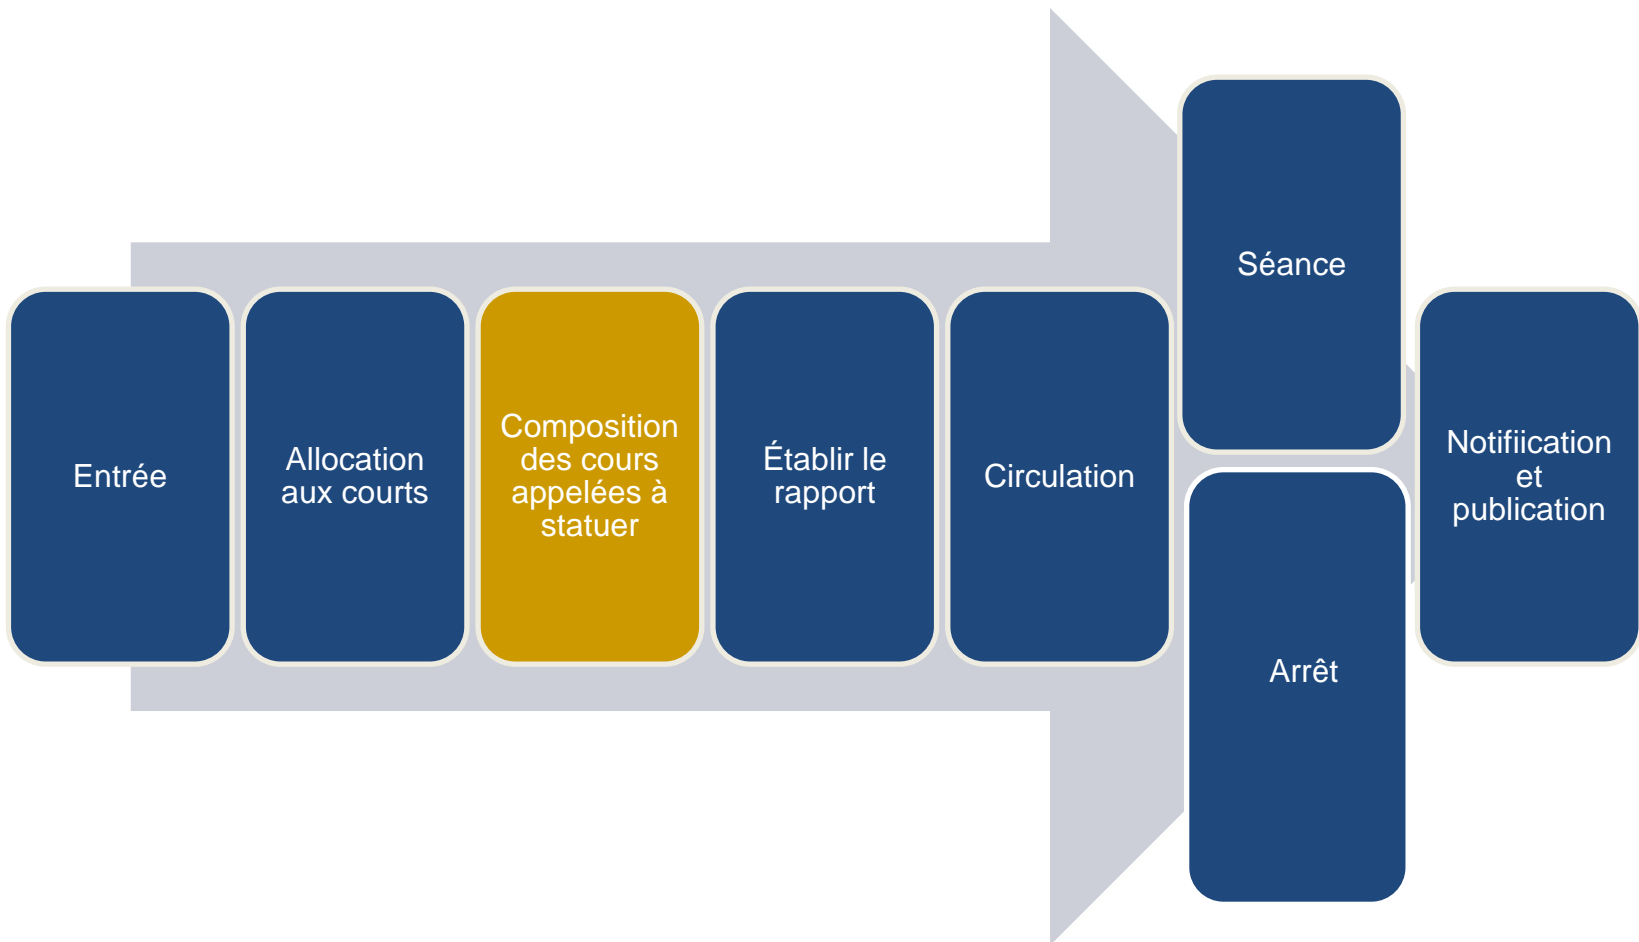 Entrée
Allocation
aux courts
Composition
des cours
appelées à
statuer
Établir le
rapport
Circulation
Séance
Arrêt
Notifiication
et
publication